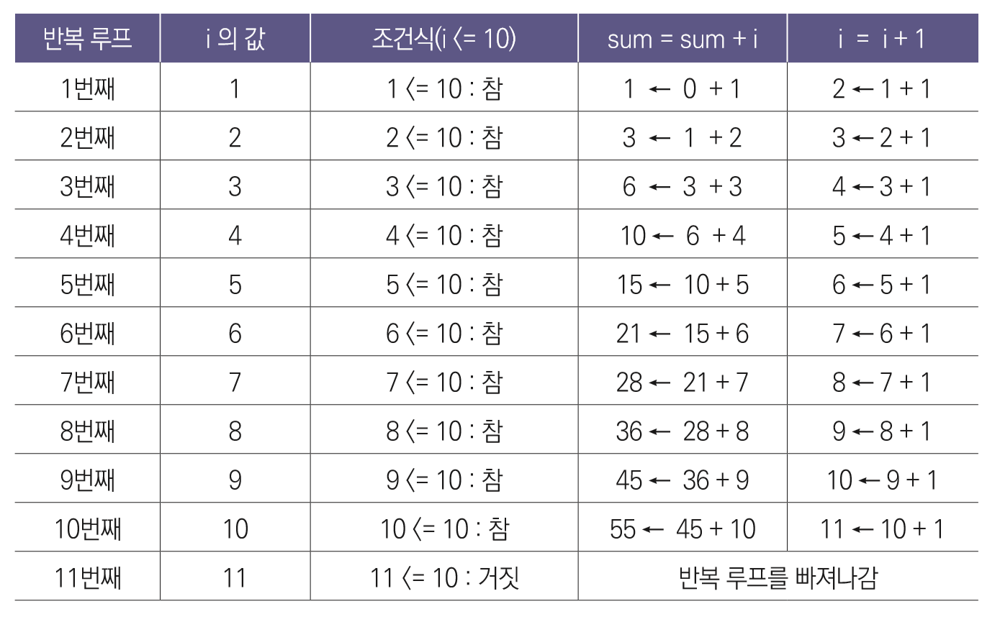 반복 루프 i 의 값 조건식(i <= 10) sum = sum + i i = i + 1
1번째 1 1 <= 10 : 참 1 ← 0 + 1 2 ← 1 + 1
2번째 2 2 <= 10 : 참 3 ← 1 + 2 3 ← 2 + 1
3번째 3 3 <= 10 : 참 6 ← 3 + 3 4 ← 3 + 1
4번째 4 4 <= 10 : 참 10 ← 6 + 4 5 ← 4 + 1
5번째 5 5 <= 10 : 참 15 ← 10 + 5 6 ← 5 + 1
6번째 6 6 <= 10 : 참 21 ← 15 + 6 7 ← 6 + 1
7번째 7 7 <= 10 : 참 28 ← 21 + 7 8 ← 7 + 1
8번째 8 8 <= 10 : 참 36 ← 28 + 8 9 ← 8 + 1
9번째 9 9 <= 10 : 참 45 ← 36 + 9 10 ← 9 + 1
10번째 10 10 <= 10 : 참 55 ← 45 + 10 11 ← 10 + 1
11번째 11 11 <= 10 : 거짓 반복 루프를 빠져나감